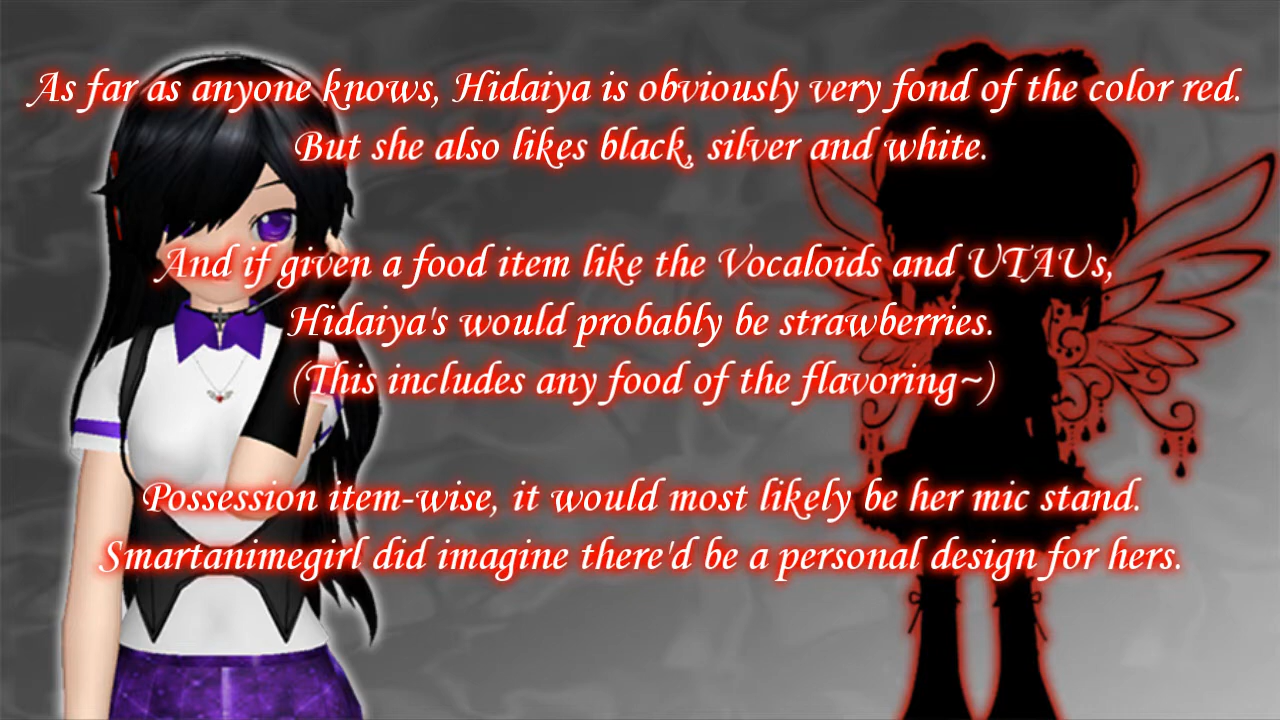 As far as anyone knows, Hidaiya is obviously very fond of the color red.
But she also likes black, silver and white.
And if given a food item like the Vocaloids and UTAUs,
Hidaiya's would probably be strawberries.
(This includes any food of the flavoring~)
Possession item-wise, it would most likely be her mic stand.
Smartanimegirl did imagine there'd be a personal design for hers.